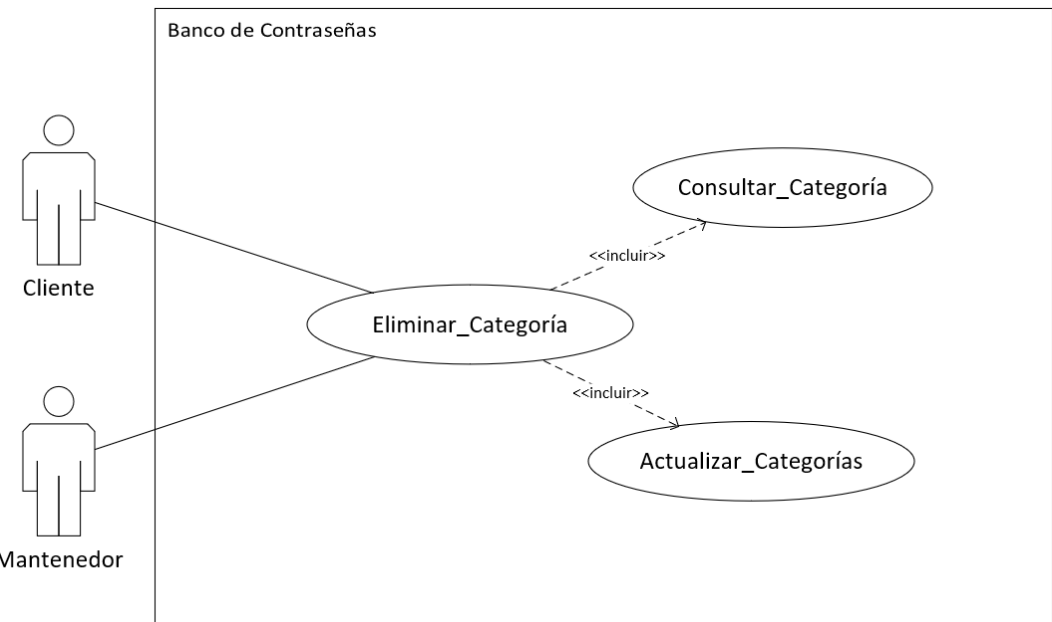 Banco de Contraseñas
Consultar_Categoría
<<incluir>>
Cliente
Eliminar_Categoría
<<incluir>>
Actualizar_Categorías
Mantenedor